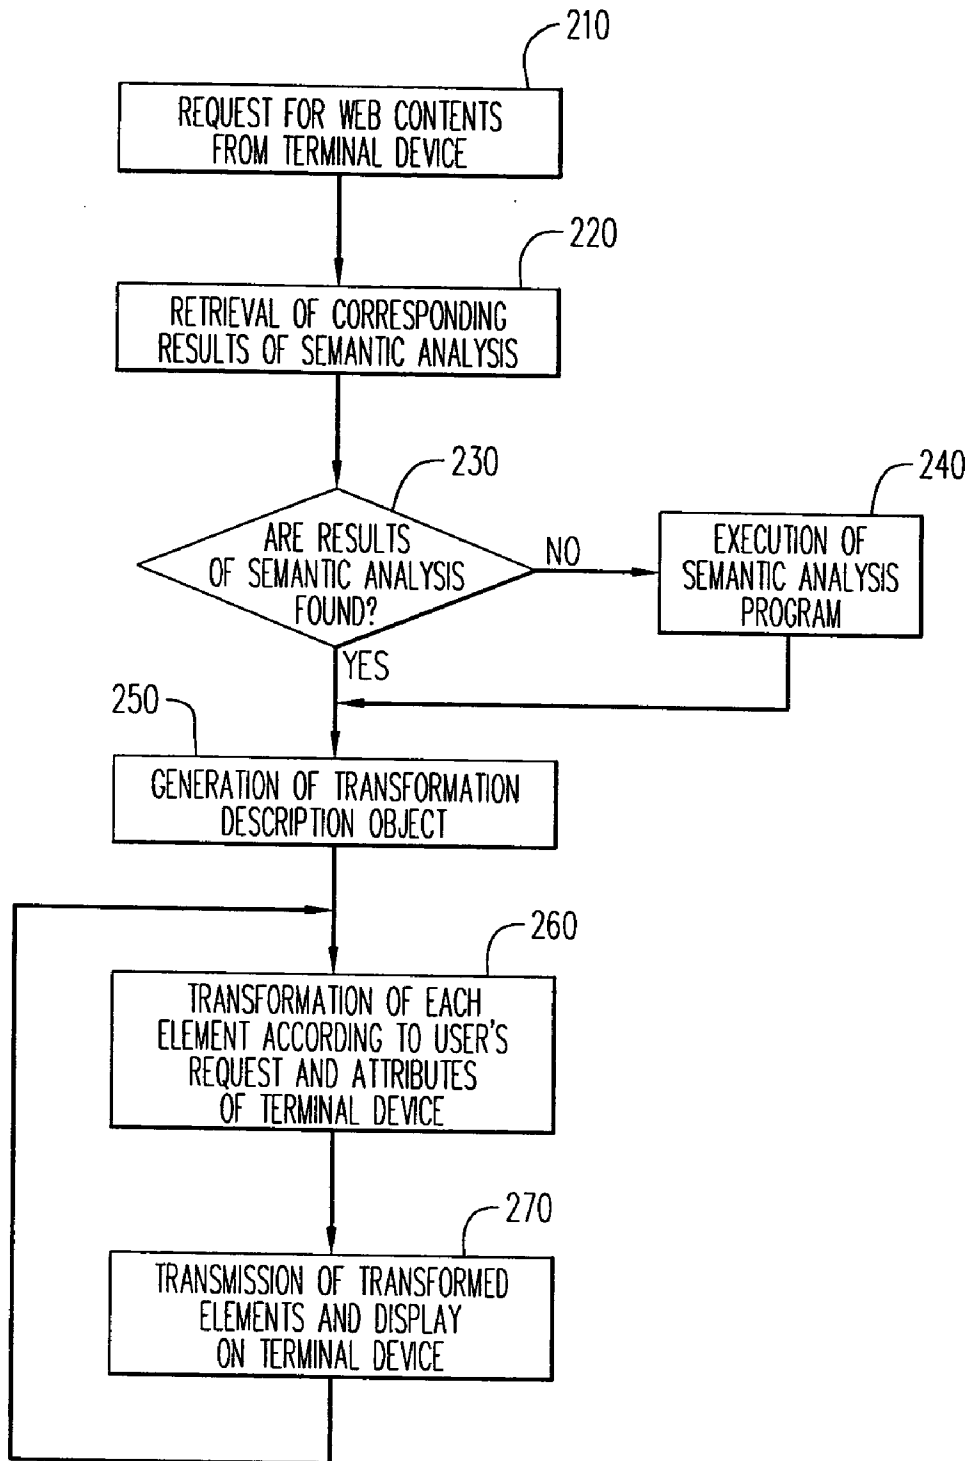 210
REQUEST FOR WEB CONTENTS
FROM TERMINAL DEVICE
220
RETRIEVAL OF CORRESPONDING
RESULTS OF SEMANTIC ANALYSIS
230
ARE RESULTS
OF SEMANTIC ANALYSIS
FOUND?
NO
YES
240
EXECUTION OF
SEMANTIC ANALYSIS
PROGRAM
250
GENERATION OF TRANSFORMATION
DESCRIPTION OBJECT
260
TRANSFORMATION OF EACH
ELEMENT ACCORDING TO USER'S
REQUEST AND ATTRIBUTES
OF TERMINAL DEVICE
270
TRANSMISSION OF TRANSFORMED
ELEMENTS AND DISPLAY
ON TERMINAL DEVICE